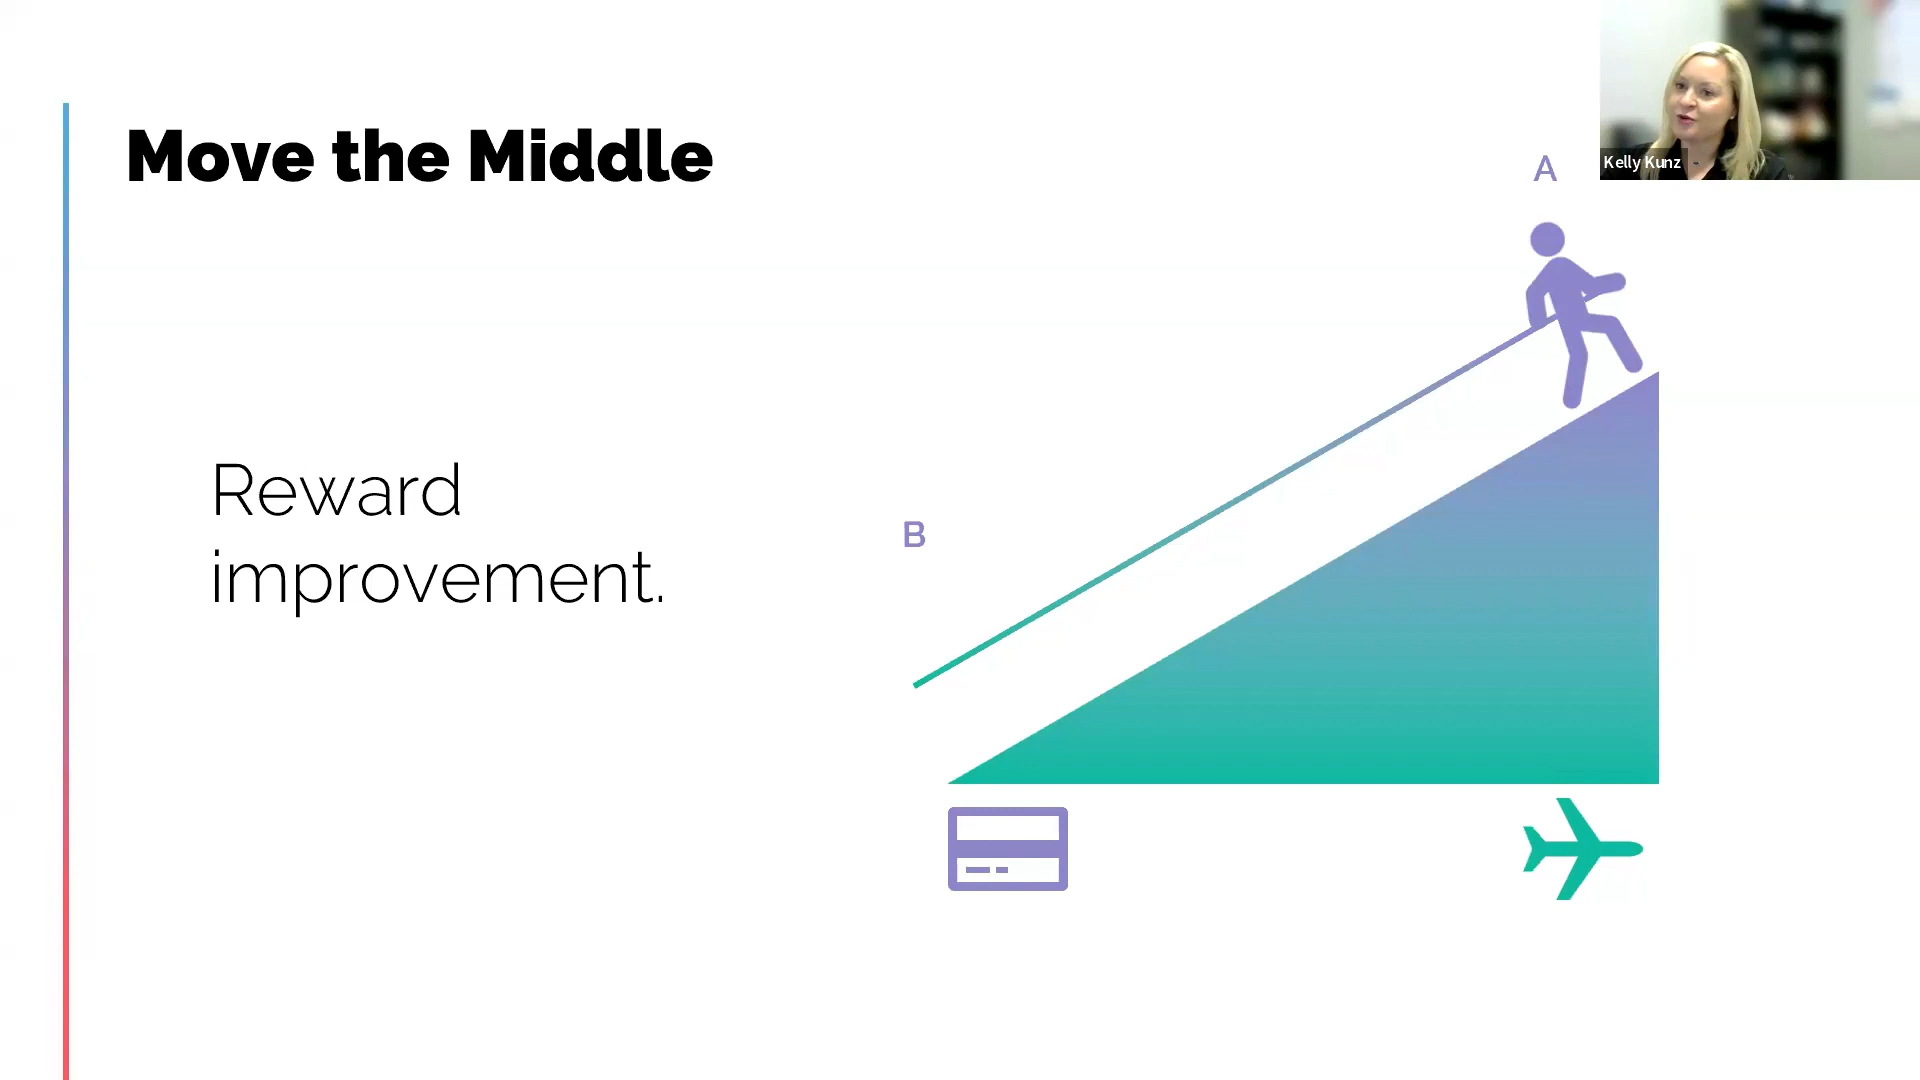 Move the Middle
A
Kelly Kunz
Reward
improvement.
B